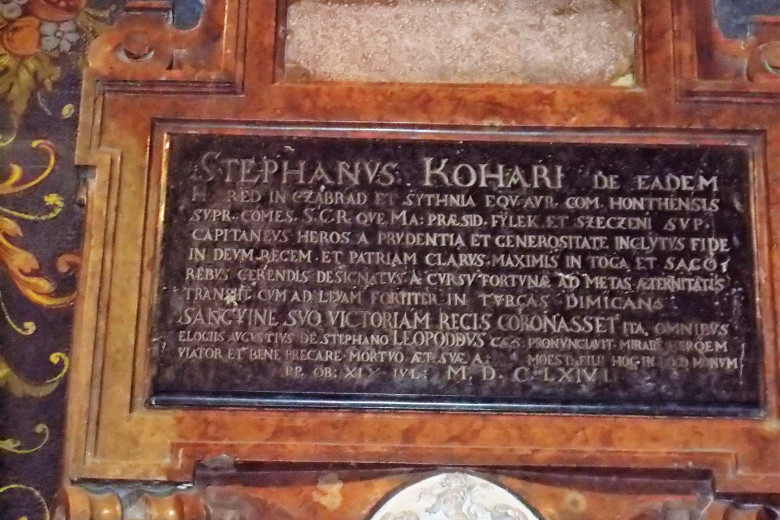 STEPHANVS KOHARI DE EADEM
H RED IN CZABRAD ET SYTHNIA EQV.AVR.COM.HONTHENSIS
SVPR.COMES.S.C.R.QVE.MA:PRÆSID.FÝLEK.ET SZECZENI SVP.
CAPITANEVS HEROS A PRVDENTIA ET GENEROSITATE INCLYTVS FIDE
IN DEVM.REGEM.ET PATRIAM CLARVS.MAXIMIS IN TOGA ET SAGO.
REBVS GERENDIS DESIGNATVS A CVRSV FORTVNÆ AD METAS ÆTERNITATIS
TRANSIIT CVM AD LEVAM FORTITER IN TVRCAS DIMICANS
SANGVINE SVO VICTORIAM REGIS CORONASSET ITA, OMNIBVS
ELOGIIS AVGVSTIVS DE STEPHANO LEOPOLDVS CÆS PRONVNCIAVIT MIRARE HEROEM
VIATOR ET BENE PRECARE MORTVO ÆT.SVÆ A: MOEST.FILII HOC IN LOCO MONVM
PP. OB: XIX IVL: M.D.C.LXIVI